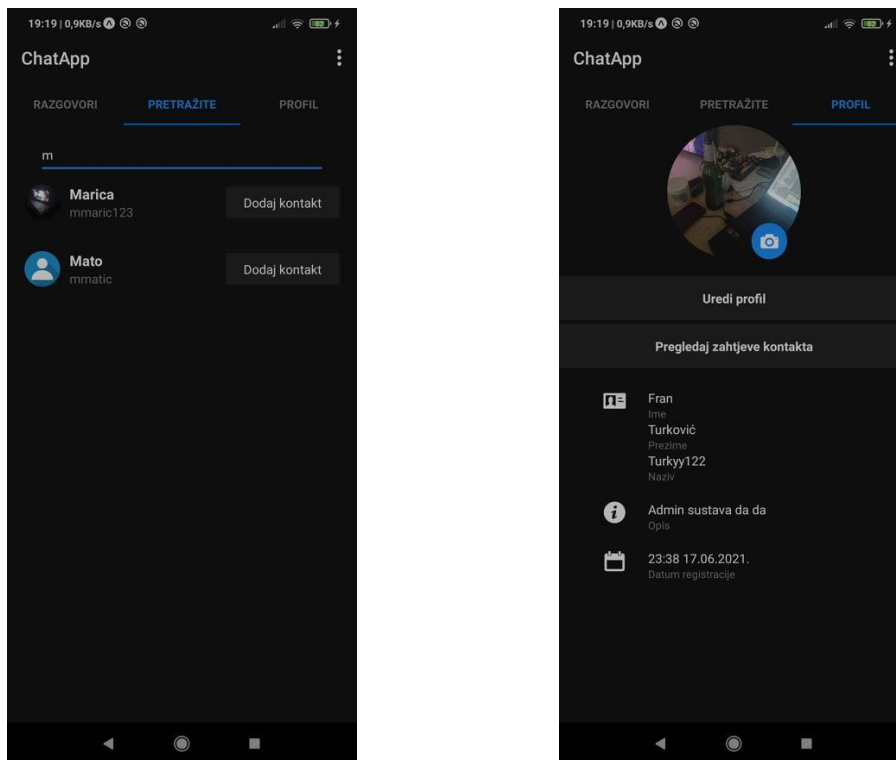 19:19 | 0,9KB/s
82
ChatApp
RAZGOVORI PRETRAŽITE PROFIL
m
Marica
mmaric123
Dodaj kontakt
Mato
mmatic
Dodaj kontakt
19:19 | 0,9KB/s
82
ChatApp
RAZGOVORI PRETRAŽITE PROFIL
Uredi profil
Pregledaj zahtjeve kontakta
Fran
Ime
Turković
Prezime
Turkyy122
Naziv
Admin sustava da da
Opis
23:38 17.06.2021.
Datum registracije